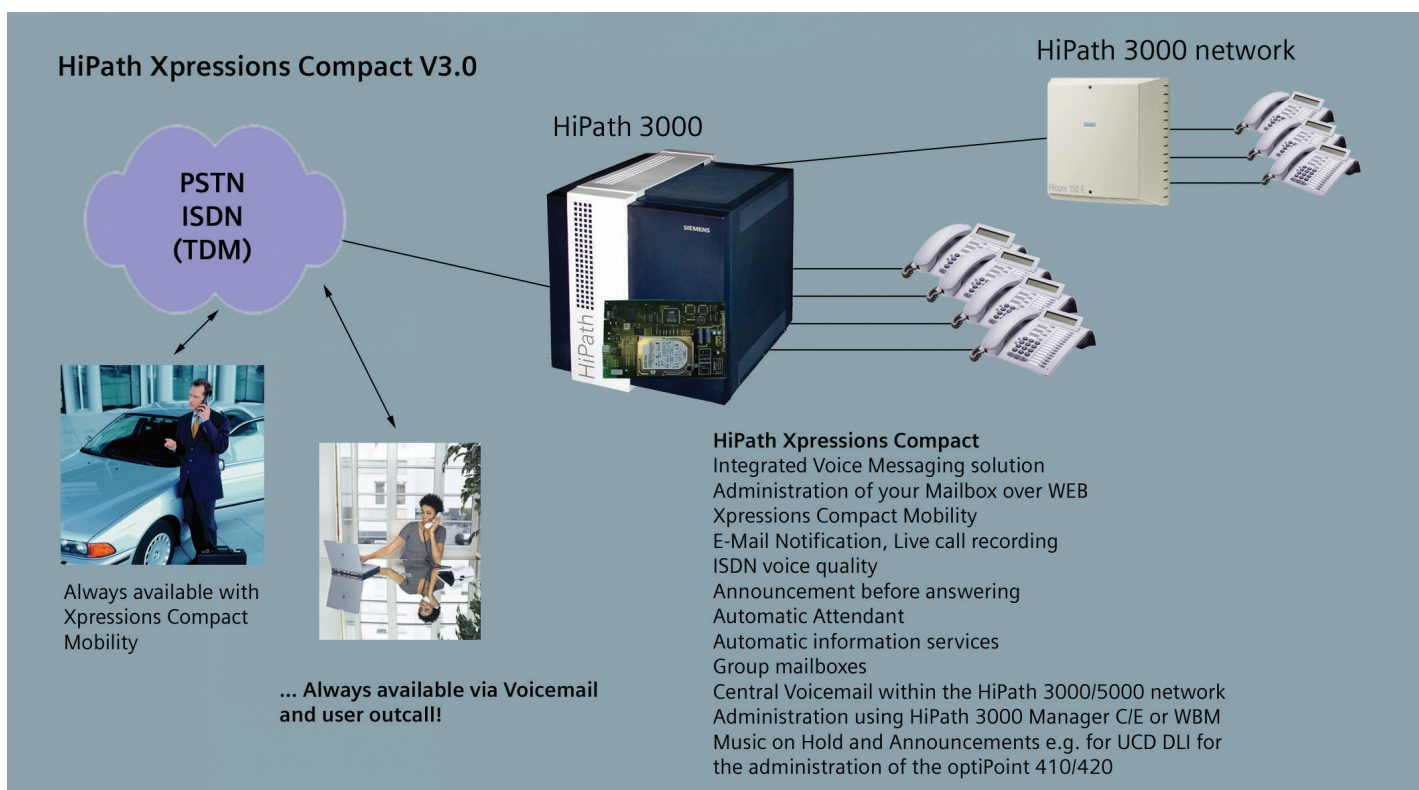 HiPath Xpressions Compact V3.0
HiPath 3000 network
HiPath 3000
PSTN
ISDN
(TDM)
SIEMENS
HiPath
Hicom 150 E
Always available with
Xpressions Compact
Mobility
... Always available via Voicemail
and user outcall!
HiPath Xpressions Compact
Integrated Voice Messaging solution
Administration of your Mailbox over WEB
Xpressions Compact Mobility
E-Mail Notification, Live call recording
ISDN voice quality
Announcement before answering
Automatic Attendant
Automatic information services
Group mailboxes
Central Voicemail within the HiPath 3000/5000 network
Administration using HiPath 3000 Manager C/E or WBM
Music on Hold and Announcements e.g. for UCD DLI for
the administration of the optiPoint 410/420